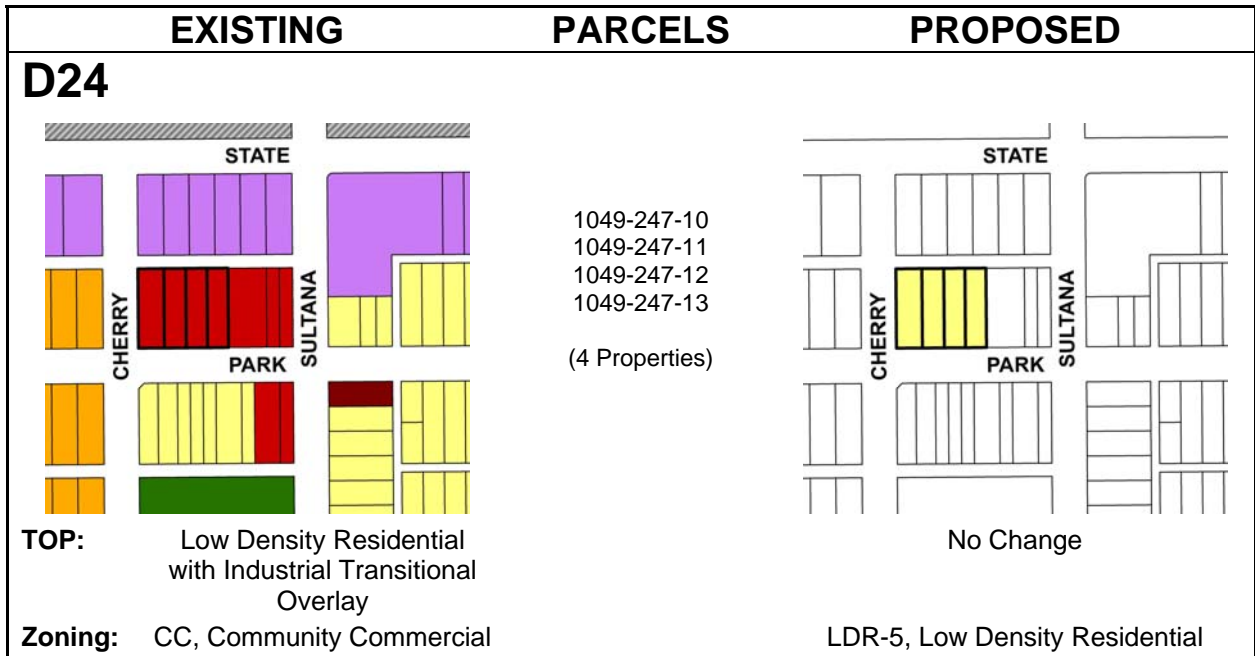 EXISTING PARCELS PROPOSED
D24
STATE
CHERRY
SULTANA
PARK
1049-247-10
1049-247-11
1049-247-12
1049-247-13
(4 Properties)
STATE
CHERRY
SULTANA
PARK
TOP: Low Density Residential No Change
with Industrial Transitional
Overlay
Zoning: CC, Community Commercial LDR-5, Low Density Residential